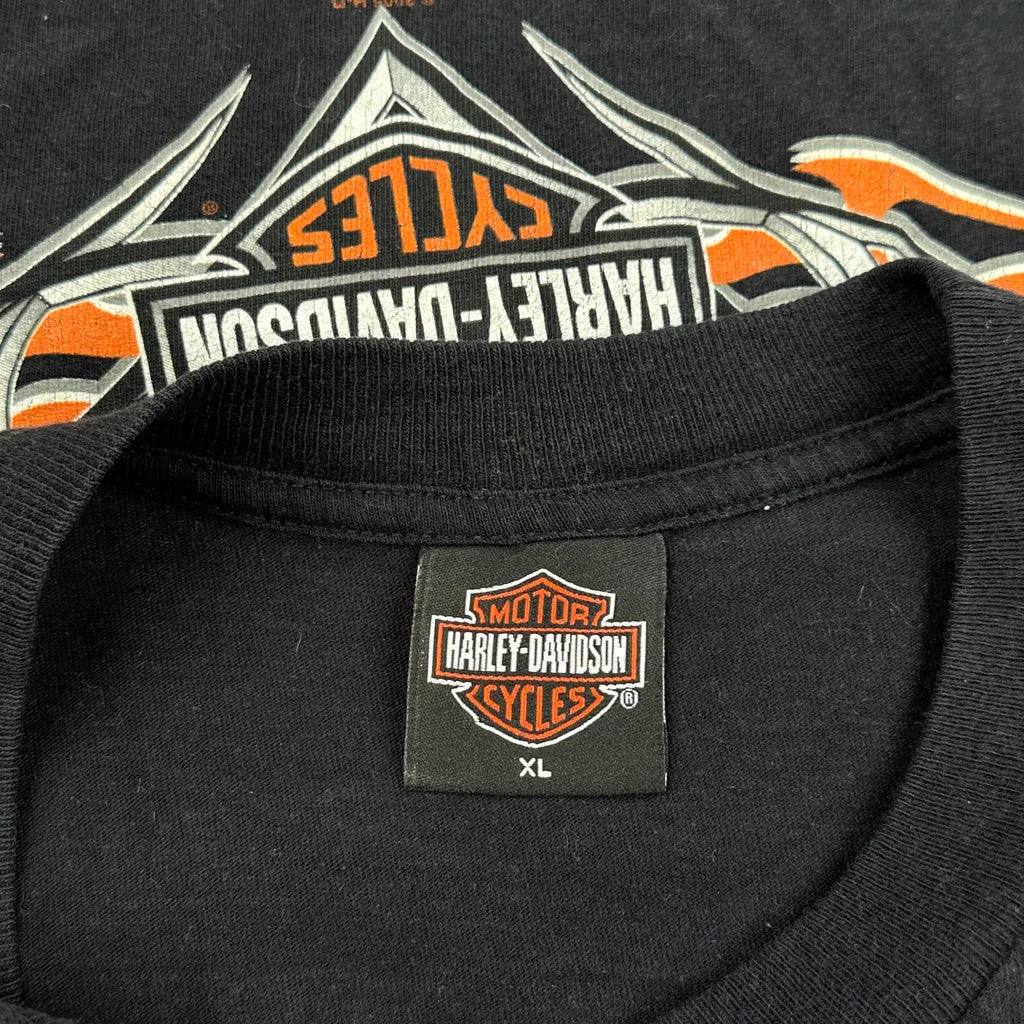 CYCLES
®
HARLEY-DAVIDSON
MOTOR
HARLEY-DAVIDSON
CYCLES
®
XL